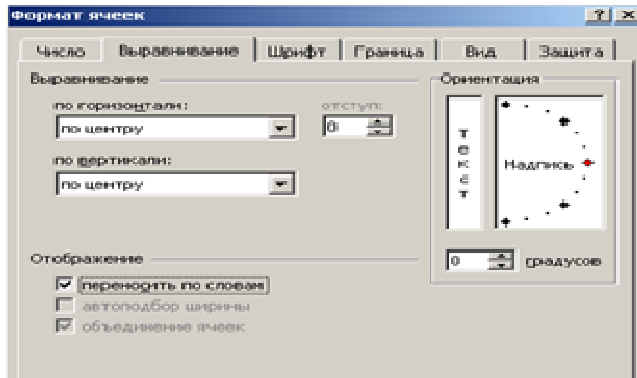 Формат ячеек
Число Выравнивание Шрифт Граница Вид Защита
Выравнивание
по горизонтали:
отступ:
по центру
0
по вертикали:
по центру
Отображение
переносить по словам
автоподбор ширины
объединение ячеек
Ориентация
Текст
Надпись
0 градусов